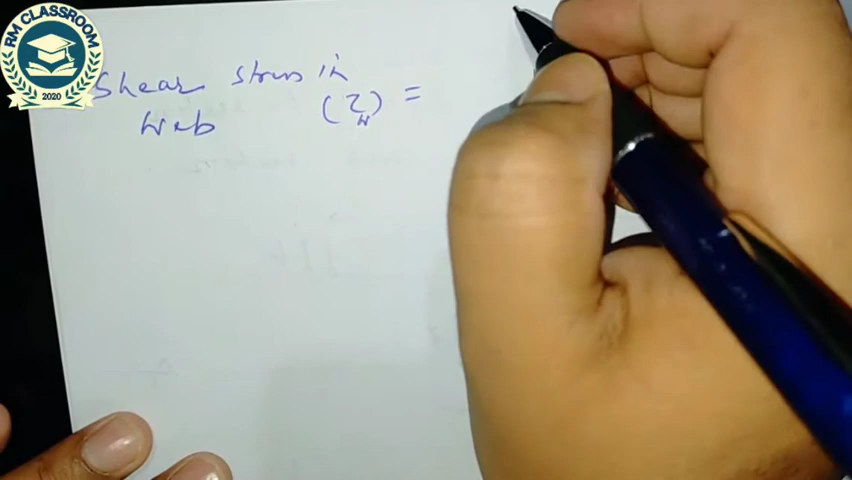 RM CLASSROOM
2020
Shear stress in
Web (τw) =